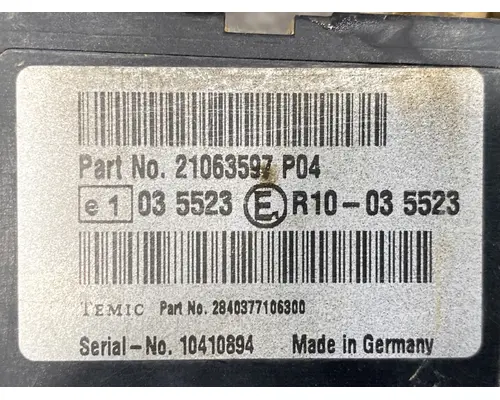 Part No. 21063597 P04
e1 03 5523 E R10-03 5523
TEMIC Part No. 2840377106300
Serial-No. 10410894 Made in Germany